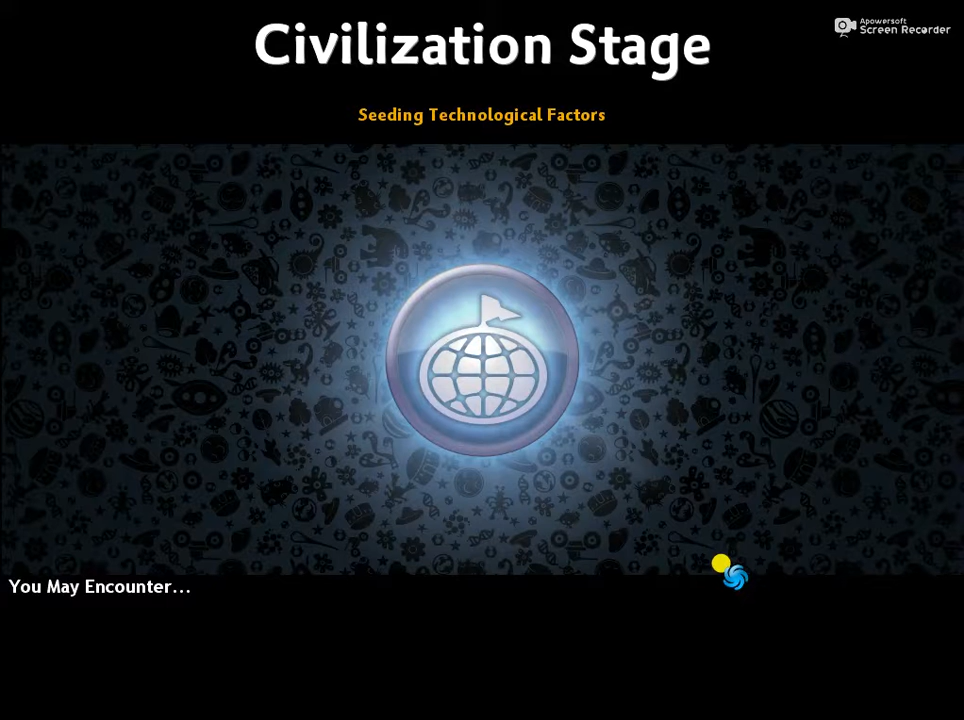 Civilization Stage
Apowersoft
Screen Recorder
Seeding Technological Factors
You May Encounter...